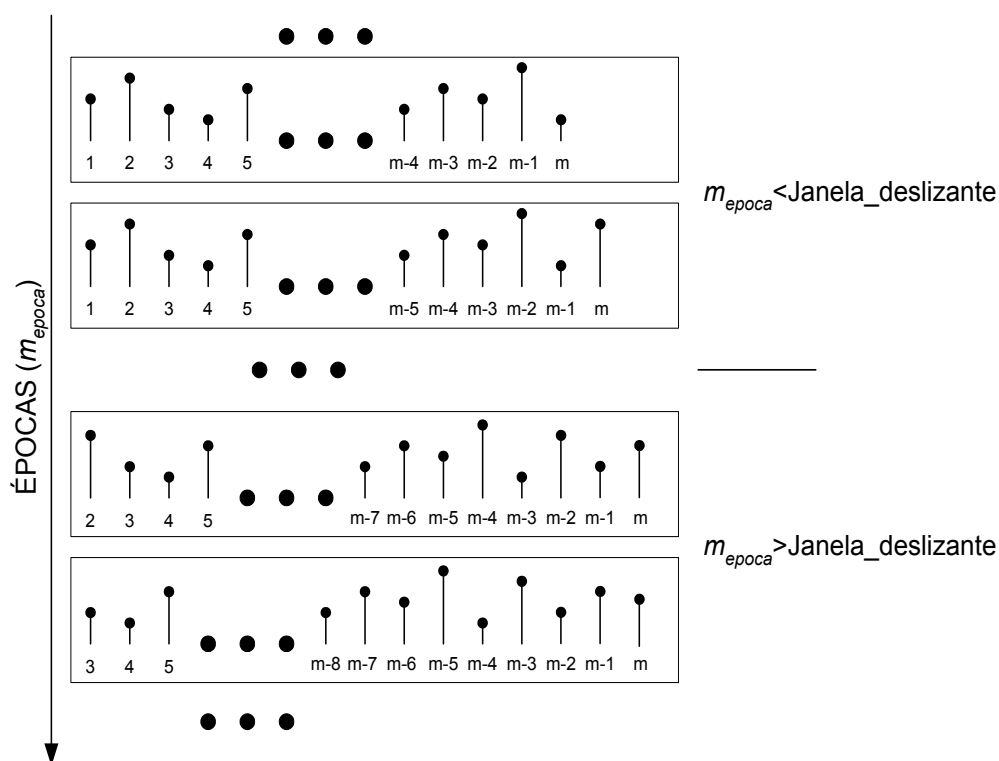 1 2 3 4 5 m-4 m-3 m-2 m-1 m
m_epoca<Janela_deslizante
1 2 3 4 5 m-5 m-4 m-3 m-2 m-1 m
ÉPOCAS (m_epoca)
2 3 4 5 m-7 m-6 m-5 m-4 m-3 m-2 m-1 m
m_epoca>Janela_deslizante
3 4 5 m-8 m-7 m-6 m-5 m-4 m-3 m-2 m-1 m